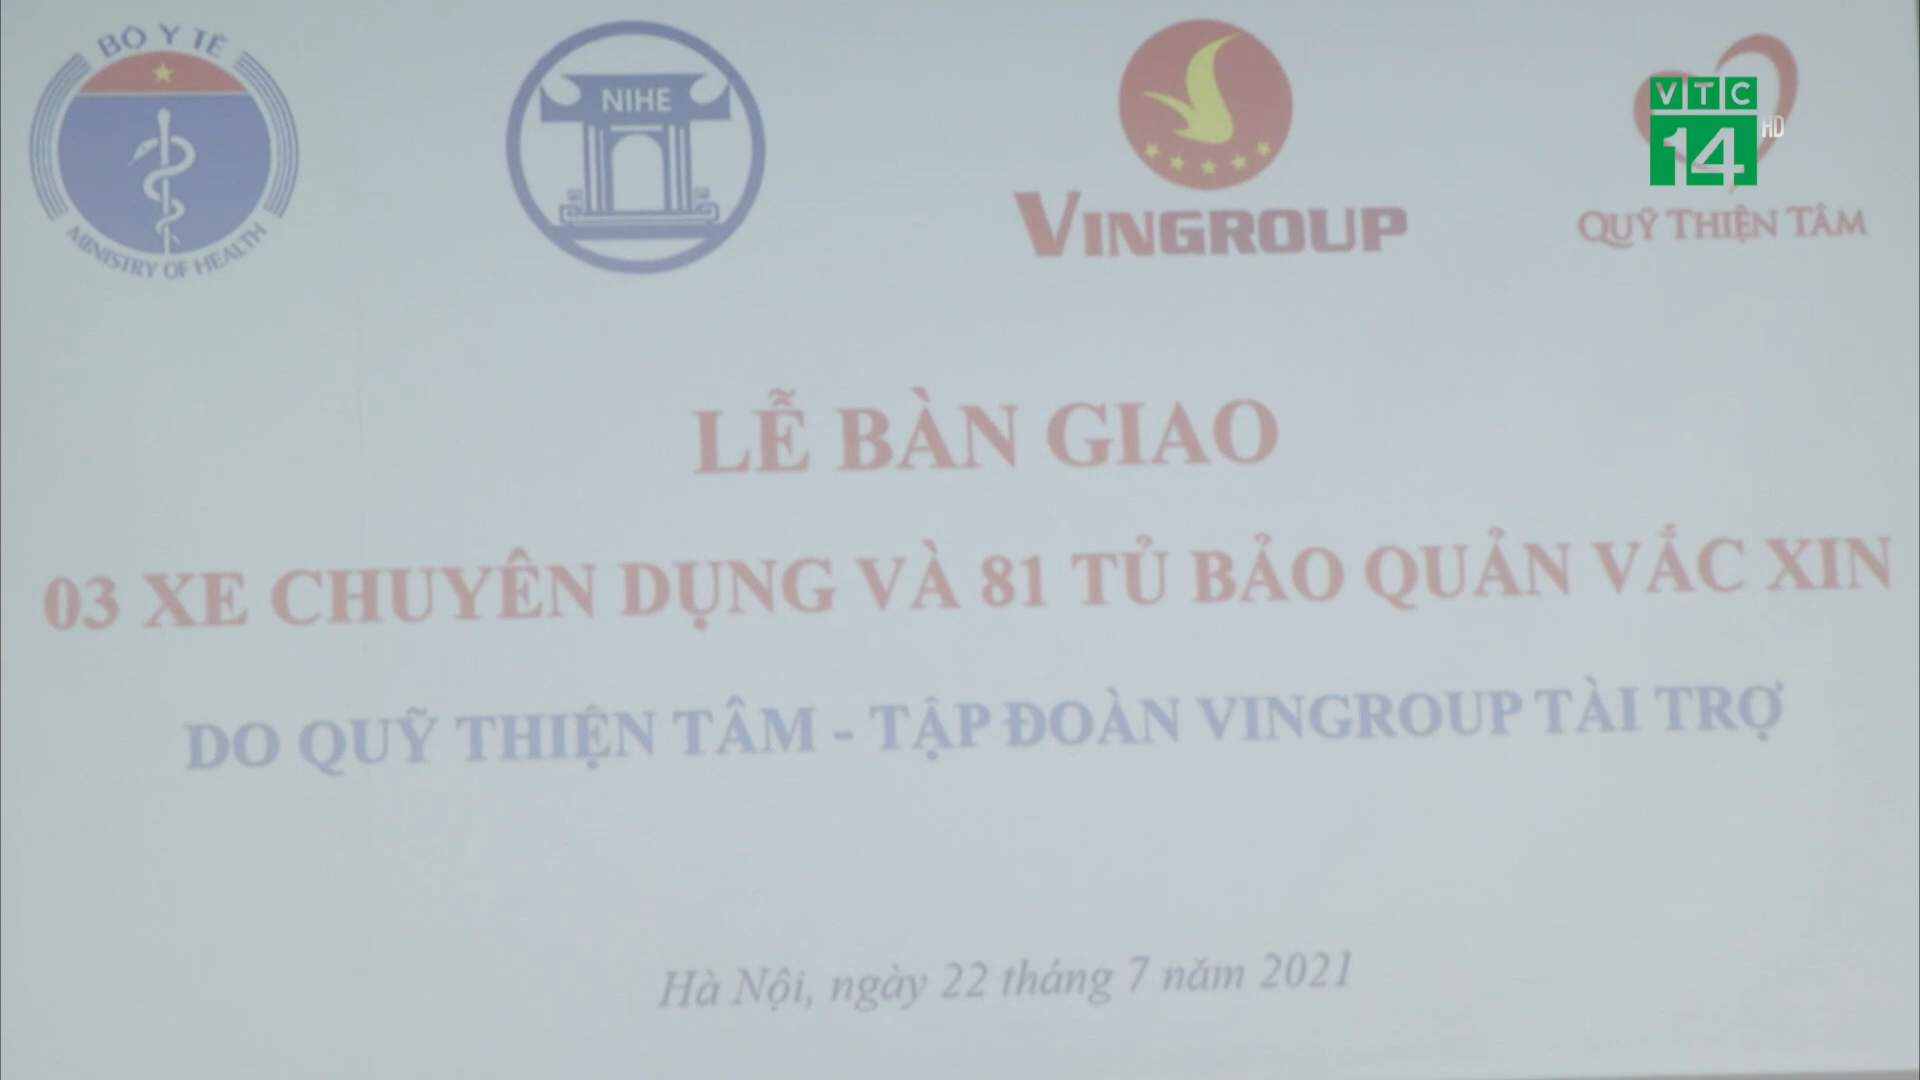 BỘ Y TẾ
MINISTRY OF HEALTH
NIHE
VINGROUP
QUỸ THIỆN TÂM
VTC
14 HD
LỄ BÀN GIAO
03 XE CHUYÊN DỤNG VÀ 81 TỦ BẢO QUẢN VẮC XIN
DO QUỸ THIỆN TÂM - TẬP ĐOÀN VINGROUP TÀI TRỢ
Hà Nội, ngày 22 tháng 7 năm 2021